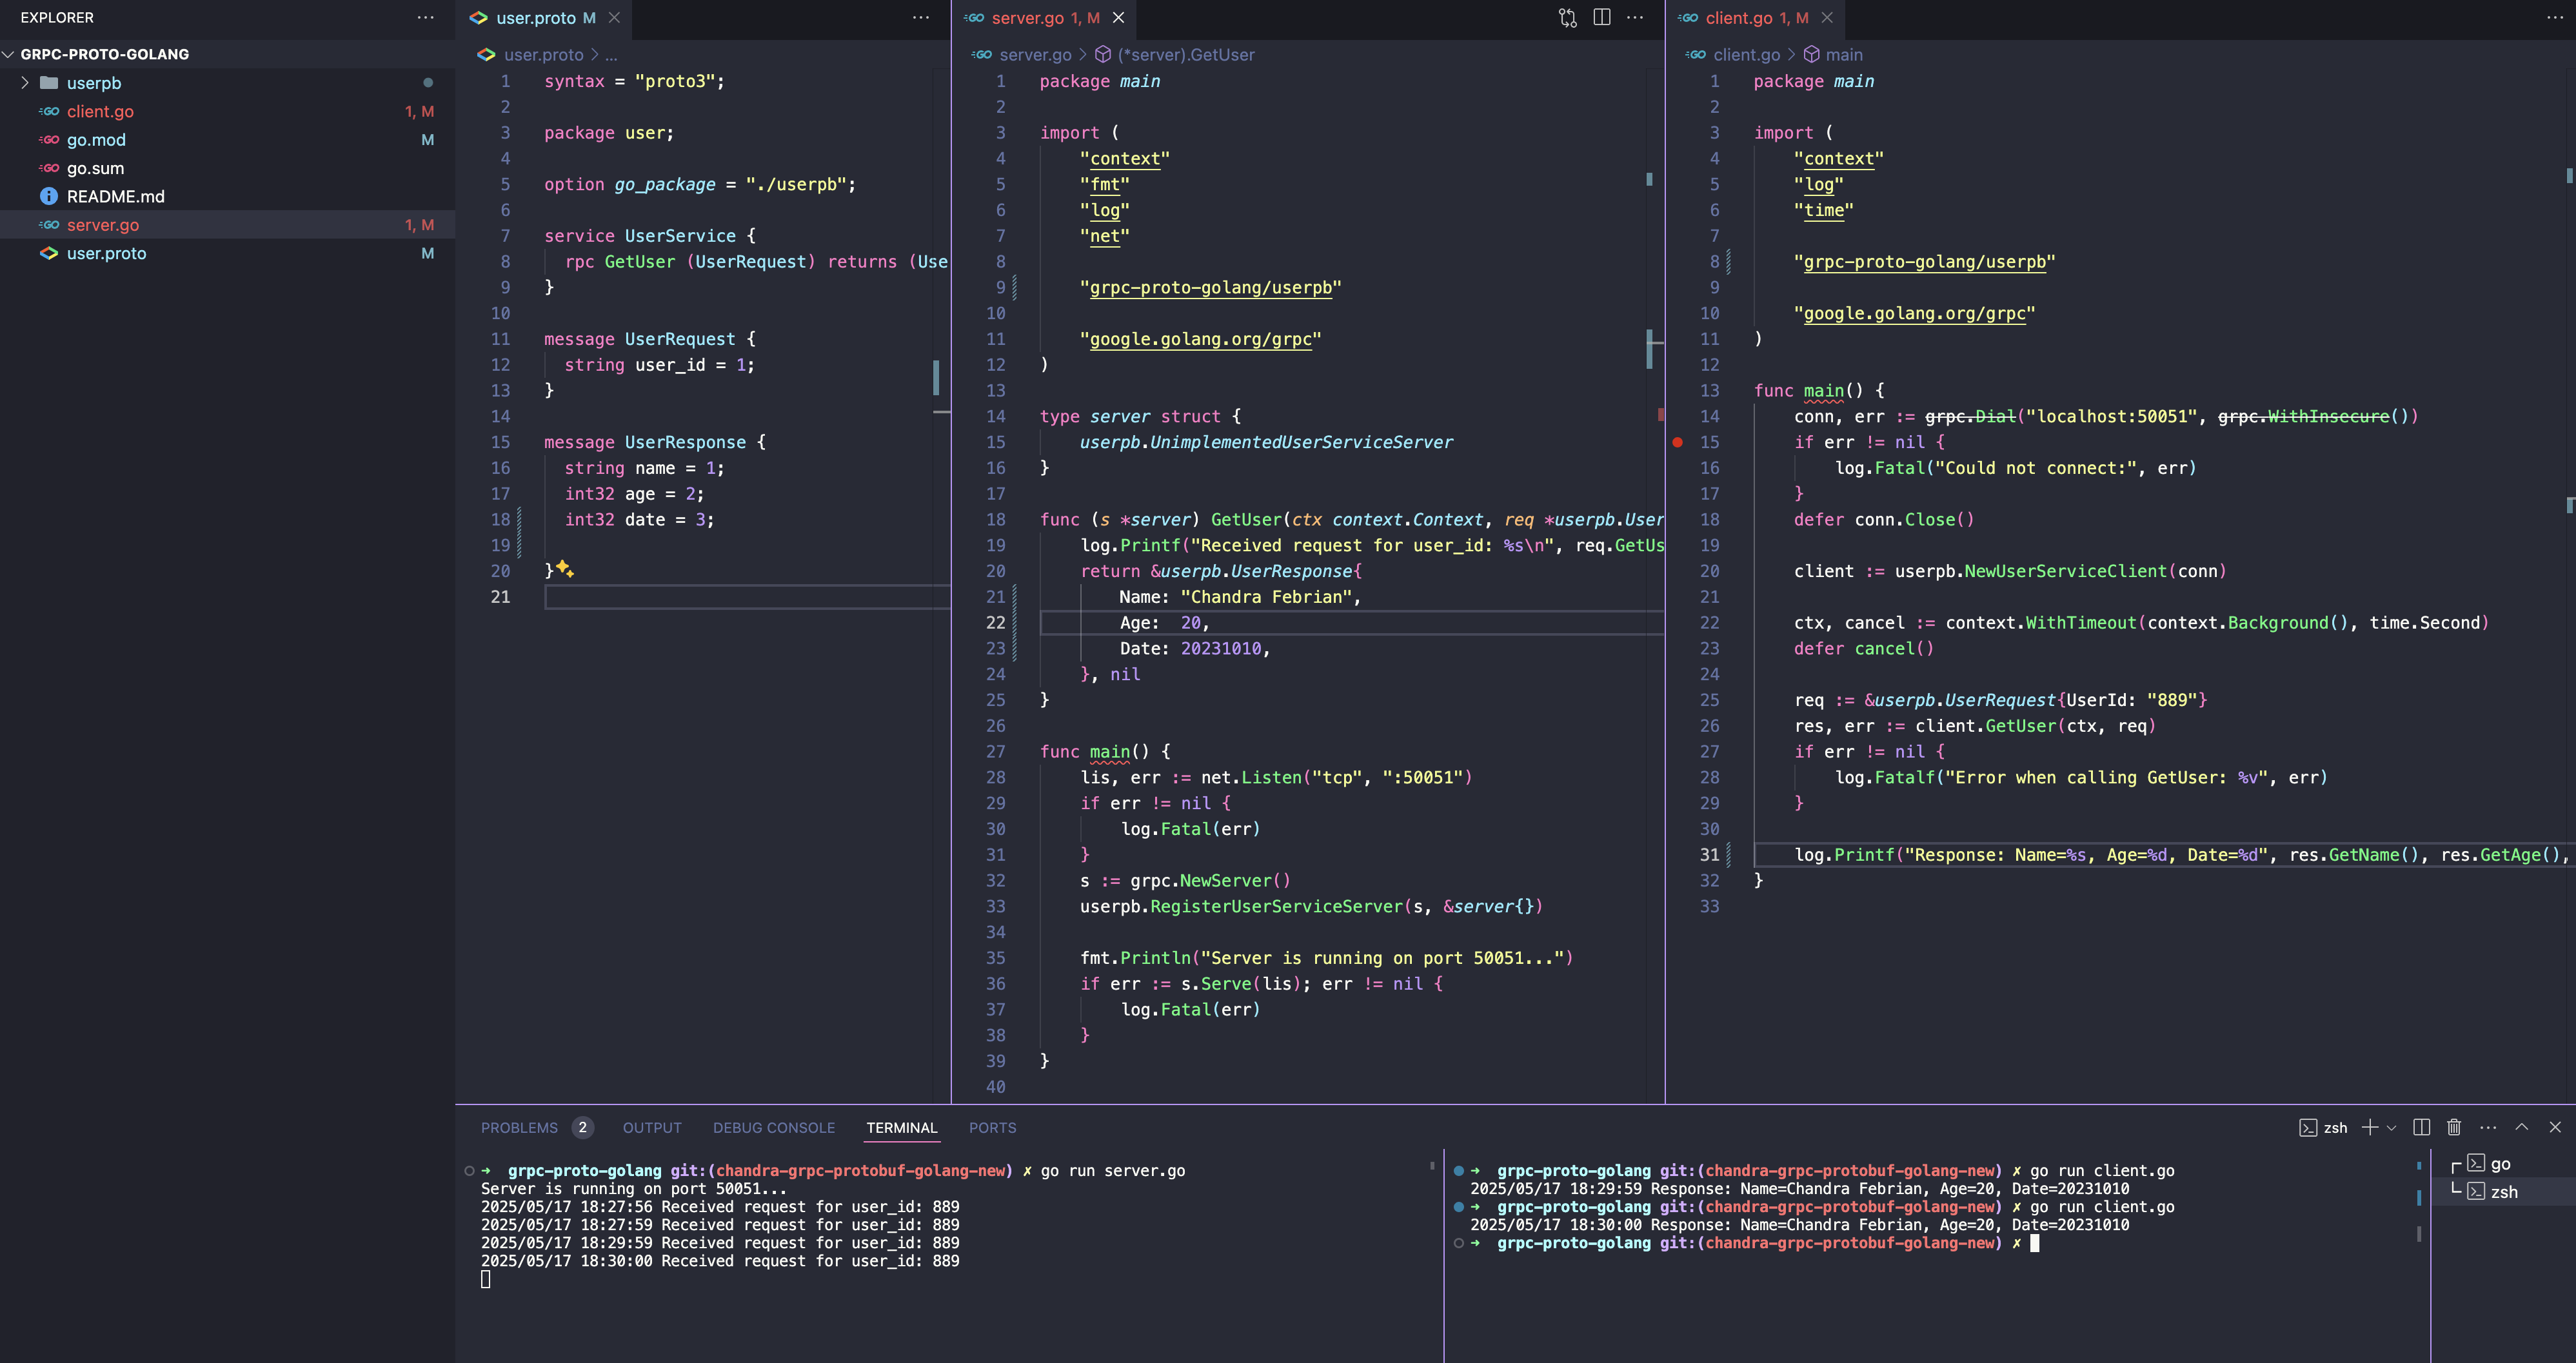 EXPLORER
GRPC-PROTO-GOLANG
userpb
client.go 1, M
go.mod M
go.sum
README.md
server.go 1, M
user.proto M
user.proto M
user.proto > ...
1 syntax = "proto3";
2
3 package user;
4
5 option go_package = "./userpb";
6
7 service UserService {
8 rpc GetUser (UserRequest) returns (Use
9 }
10
11 message UserRequest {
12 string user_id = 1;
13 }
14
15 message UserResponse {
16 string name = 1;
17 int32 age = 2;
18 int32 date = 3;
19
20 }
21
server.go 1, M
server.go > (*server).GetUser
1 package main
2
3 import (
4 "context"
5 "fmt"
6 "log"
7 "net"
8
9 "grpc-proto-golang/userpb"
10
11 "google.golang.org/grpc"
12 )
13
14 type server struct {
15 userpb.UnimplementedUserServiceServer
16 }
17
18 func (s *server) GetUser(ctx context.Context, req *userpb.User
19 log.Printf("Received request for user_id: %s\n", req.GetUs
20 return &userpb.UserResponse{
21 Name: "Chandra Febrian",
22 Age: 20,
23 Date: 20231010,
24 }, nil
25 }
26
27 func main() {
28 lis, err := net.Listen("tcp", ":50051")
29 if err != nil {
30 log.Fatal(err)
31 }
32 s := grpc.NewServer()
33 userpb.RegisterUserServiceServer(s, &server{})
34
35 fmt.Println("Server is running on port 50051...")
36 if err := s.Serve(lis); err != nil {
37 log.Fatal(err)
38 }
39 }
40
client.go 1, M
client.go > main
1 package main
2
3 import (
4 "context"
5 "log"
6 "time"
7
8 "grpc-proto-golang/userpb"
9
10 "google.golang.org/grpc"
11 )
12
13 func main() {
14 conn, err := grpc.Dial("localhost:50051", grpc.WithInsecure())
15 if err != nil {
16 log.Fatal("Could not connect:", err)
17 }
18 defer conn.Close()
19
20 client := userpb.NewUserServiceClient(conn)
21
22 ctx, cancel := context.WithTimeout(context.Background(), time.Second)
23 defer cancel()
24
25 req := &userpb.UserRequest{UserId: "889"}
26 res, err := client.GetUser(ctx, req)
27 if err != nil {
28 log.Fatalf("Error when calling GetUser: %v", err)
29 }
30
31 log.Printf("Response: Name=%s, Age=%d, Date=%d", res.GetName(), res.GetAge(),
32 }
33
PROBLEMS 2 OUTPUT DEBUG CONSOLE TERMINAL PORTS
zsh
➜ grpc-proto-golang git:(chandra-grpc-protobuf-golang-new) ✗ go run server.go
Server is running on port 50051...
2025/05/17 18:27:56 Received request for user_id: 889
2025/05/17 18:27:59 Received request for user_id: 889
2025/05/17 18:29:59 Received request for user_id: 889
2025/05/17 18:30:00 Received request for user_id: 889
➜ grpc-proto-golang git:(chandra-grpc-protobuf-golang-new) ✗ go run client.go
2025/05/17 18:29:59 Response: Name=Chandra Febrian, Age=20, Date=20231010
➜ grpc-proto-golang git:(chandra-grpc-protobuf-golang-new) ✗ go run client.go
2025/05/17 18:30:00 Response: Name=Chandra Febrian, Age=20, Date=20231010
➜ grpc-proto-golang git:(chandra-grpc-protobuf-golang-new) ✗
go
zsh